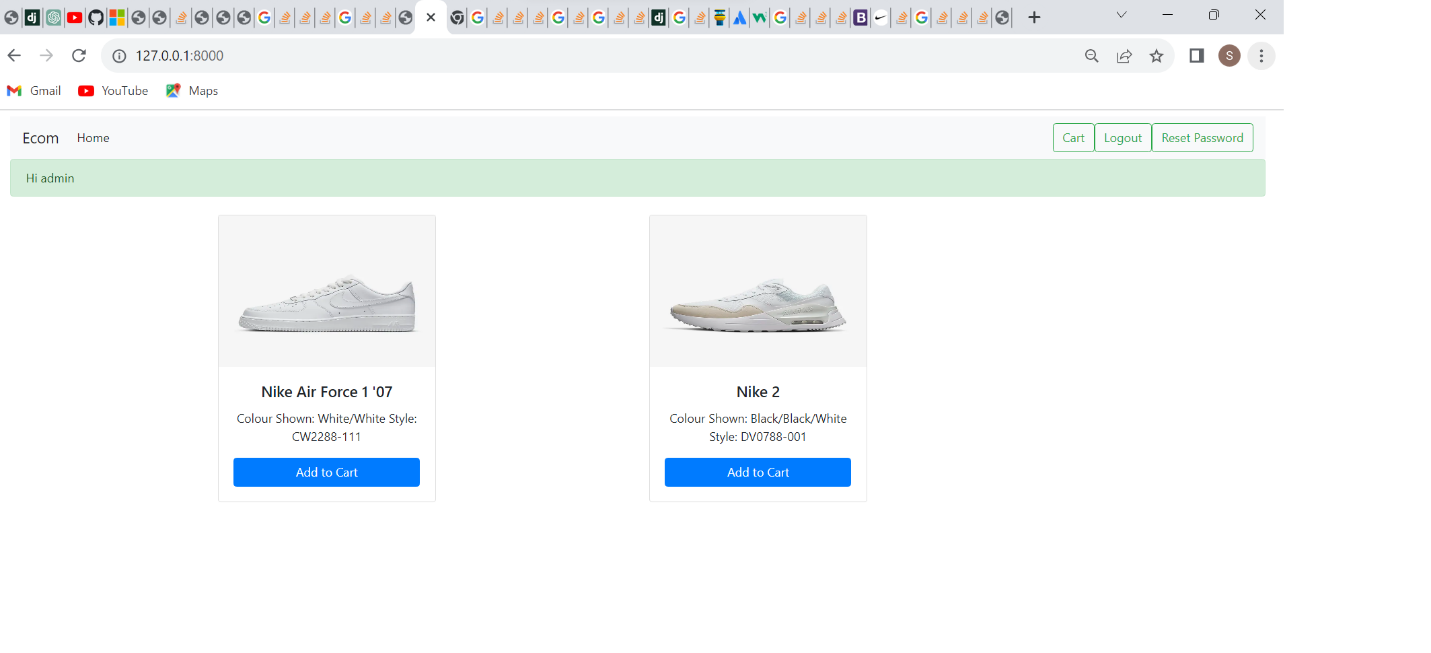 127.0.0.1:8000
S
Gmail YouTube Maps
Ecom Home Cart Logout Reset Password
Hi admin
Nike Air Force 1 '07
Colour Shown: White/White Style:
CW2288-111
Add to Cart
Nike 2
Colour Shown: Black/Black/White
Style: DV0788-001
Add to Cart